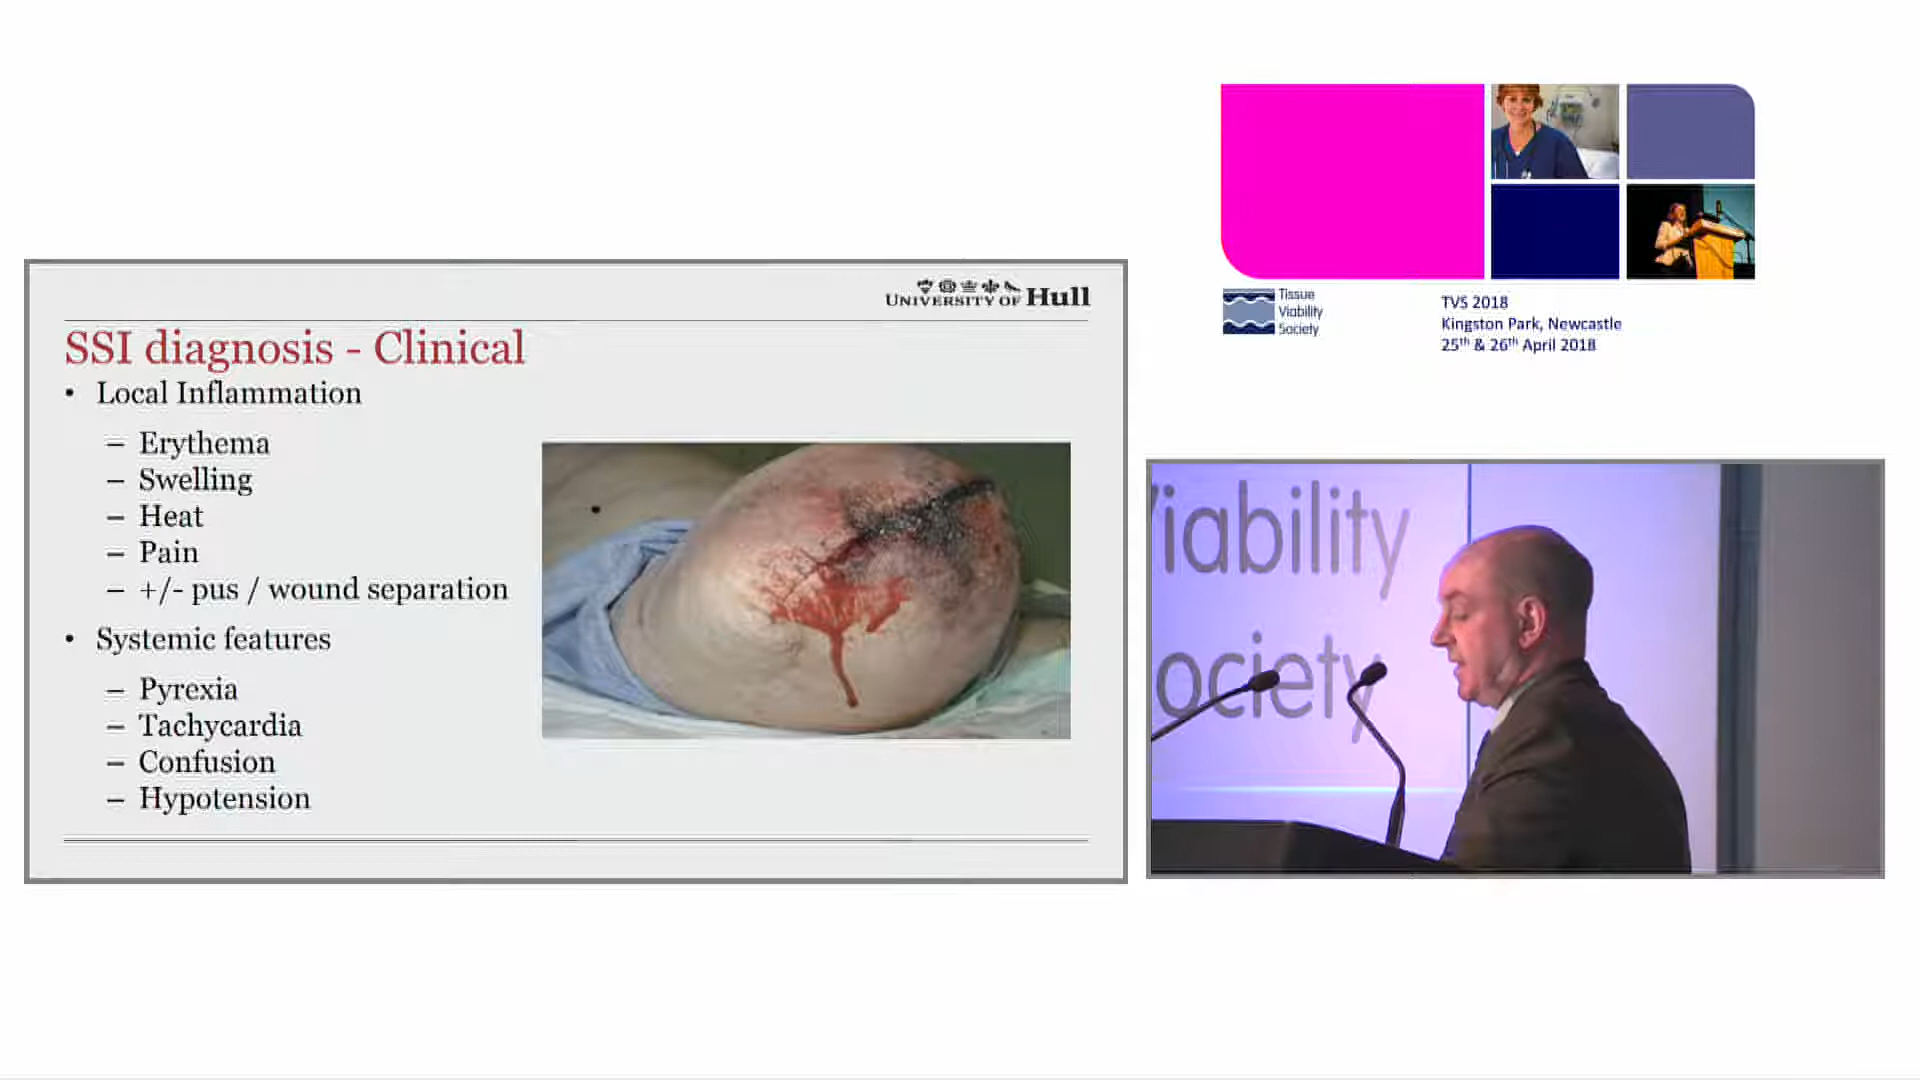 UNIVERSITY OF Hull
SSI diagnosis - Clinical
• Local Inflammation
– Erythema
– Swelling
– Heat
– Pain
– +/- pus / wound separation
• Systemic features
– Pyrexia
– Tachycardia
– Confusion
– Hypotension
Tissue
Viability
Society
TVS 2018
Kingston Park, Newcastle
25th & 26th April 2018
iability
ociety